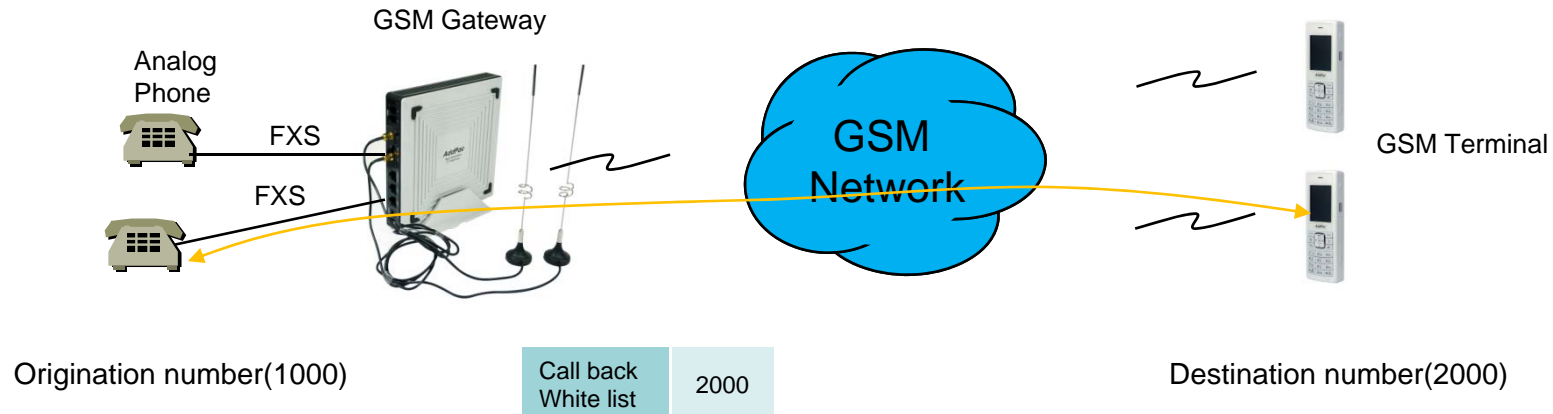 GSM Gateway
Analog
Phone
FXS
FXS
AddPac
GSM
Network
GSM Terminal
Origination number(1000)
Call back
White list
2000
Destination number(2000)